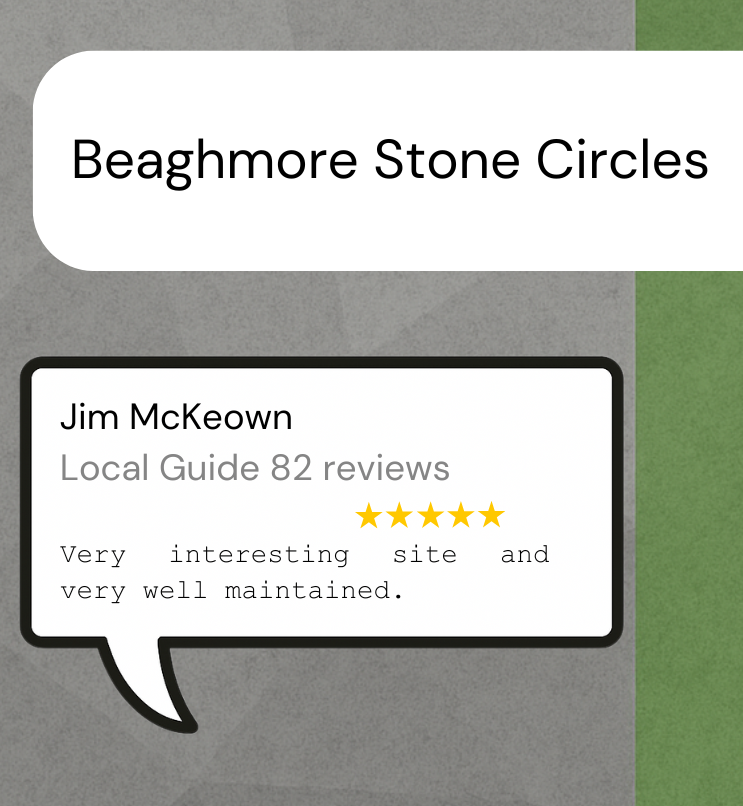 Beaghmore Stone Circles
Jim McKeown
Local Guide 82 reviews
★★★★★
Very interesting site and
very well maintained.